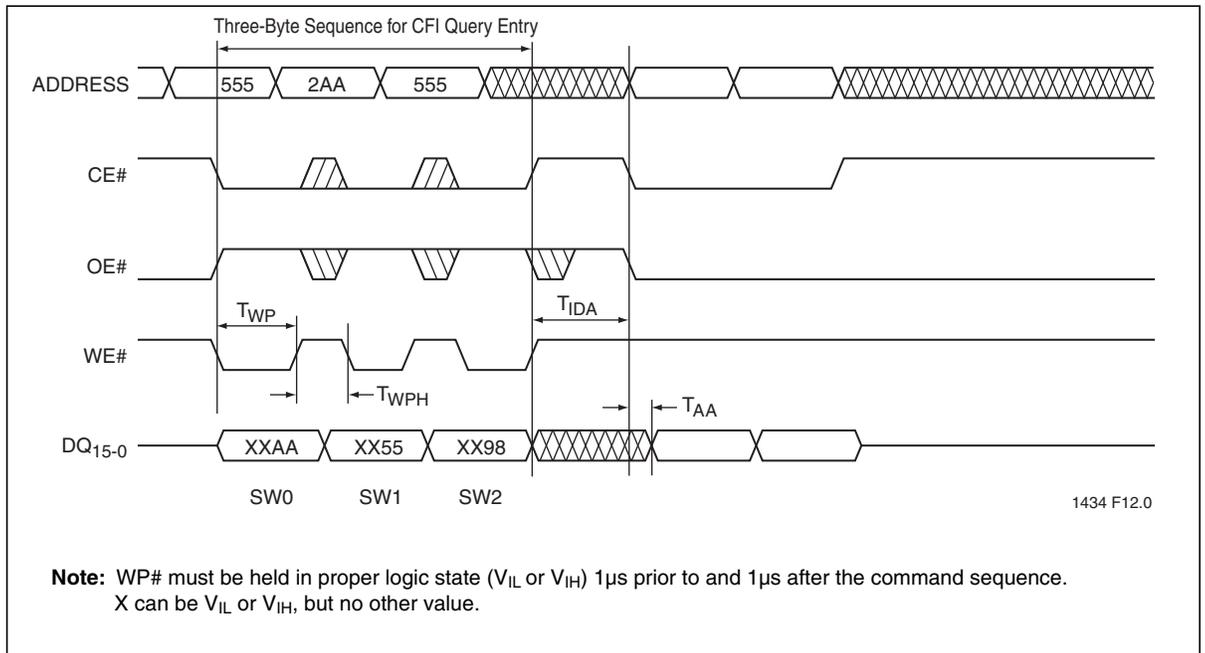 Three-Byte Sequence for CFI Query Entry
ADDRESS 555 2AA 555
CE#
OE#
TWP TIDA
WE#
TWPH
TAA
DQ15-0 XXAA XX55 XX98
SW0 SW1 SW2
1434 F12.0
Note: WP# must be held in proper logic state (VIL or VIH) 1µs prior to and 1µs after the command sequence.
X can be VIL or VIH, but no other value.